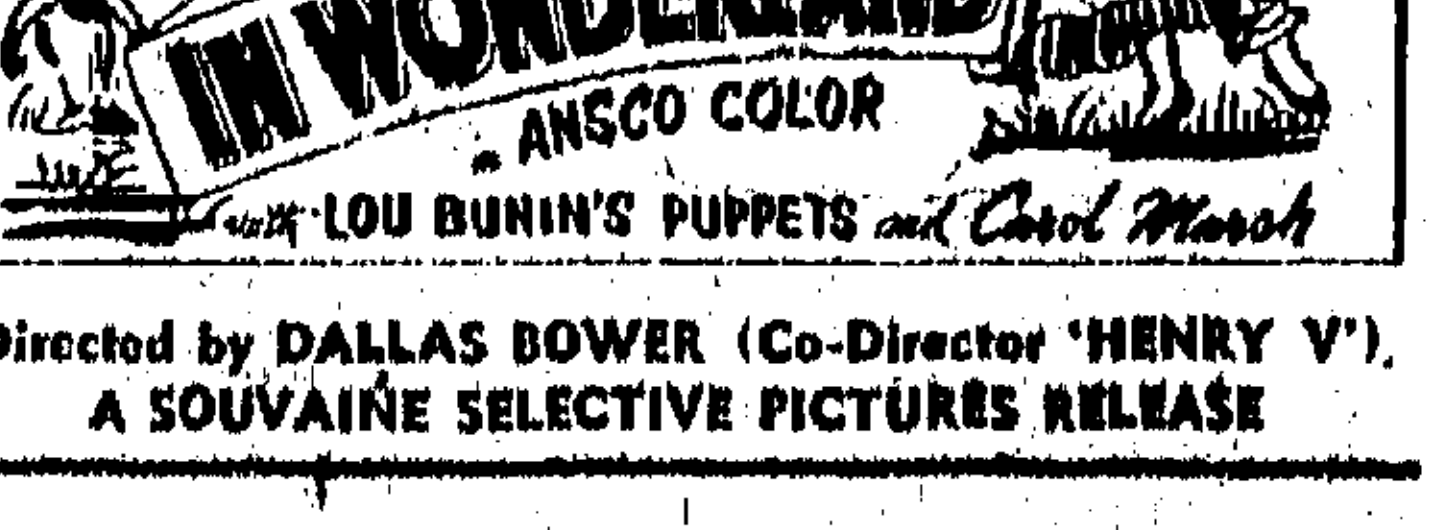 IN WONDERLAND
in ANSCO COLOR
with LOU BUNIN'S PUPPETS and Carol Marsh
Directed by DALLAS BOWER (Co-Director 'HENRY V').
A SOUVAINE SELECTIVE PICTURES RELEASE